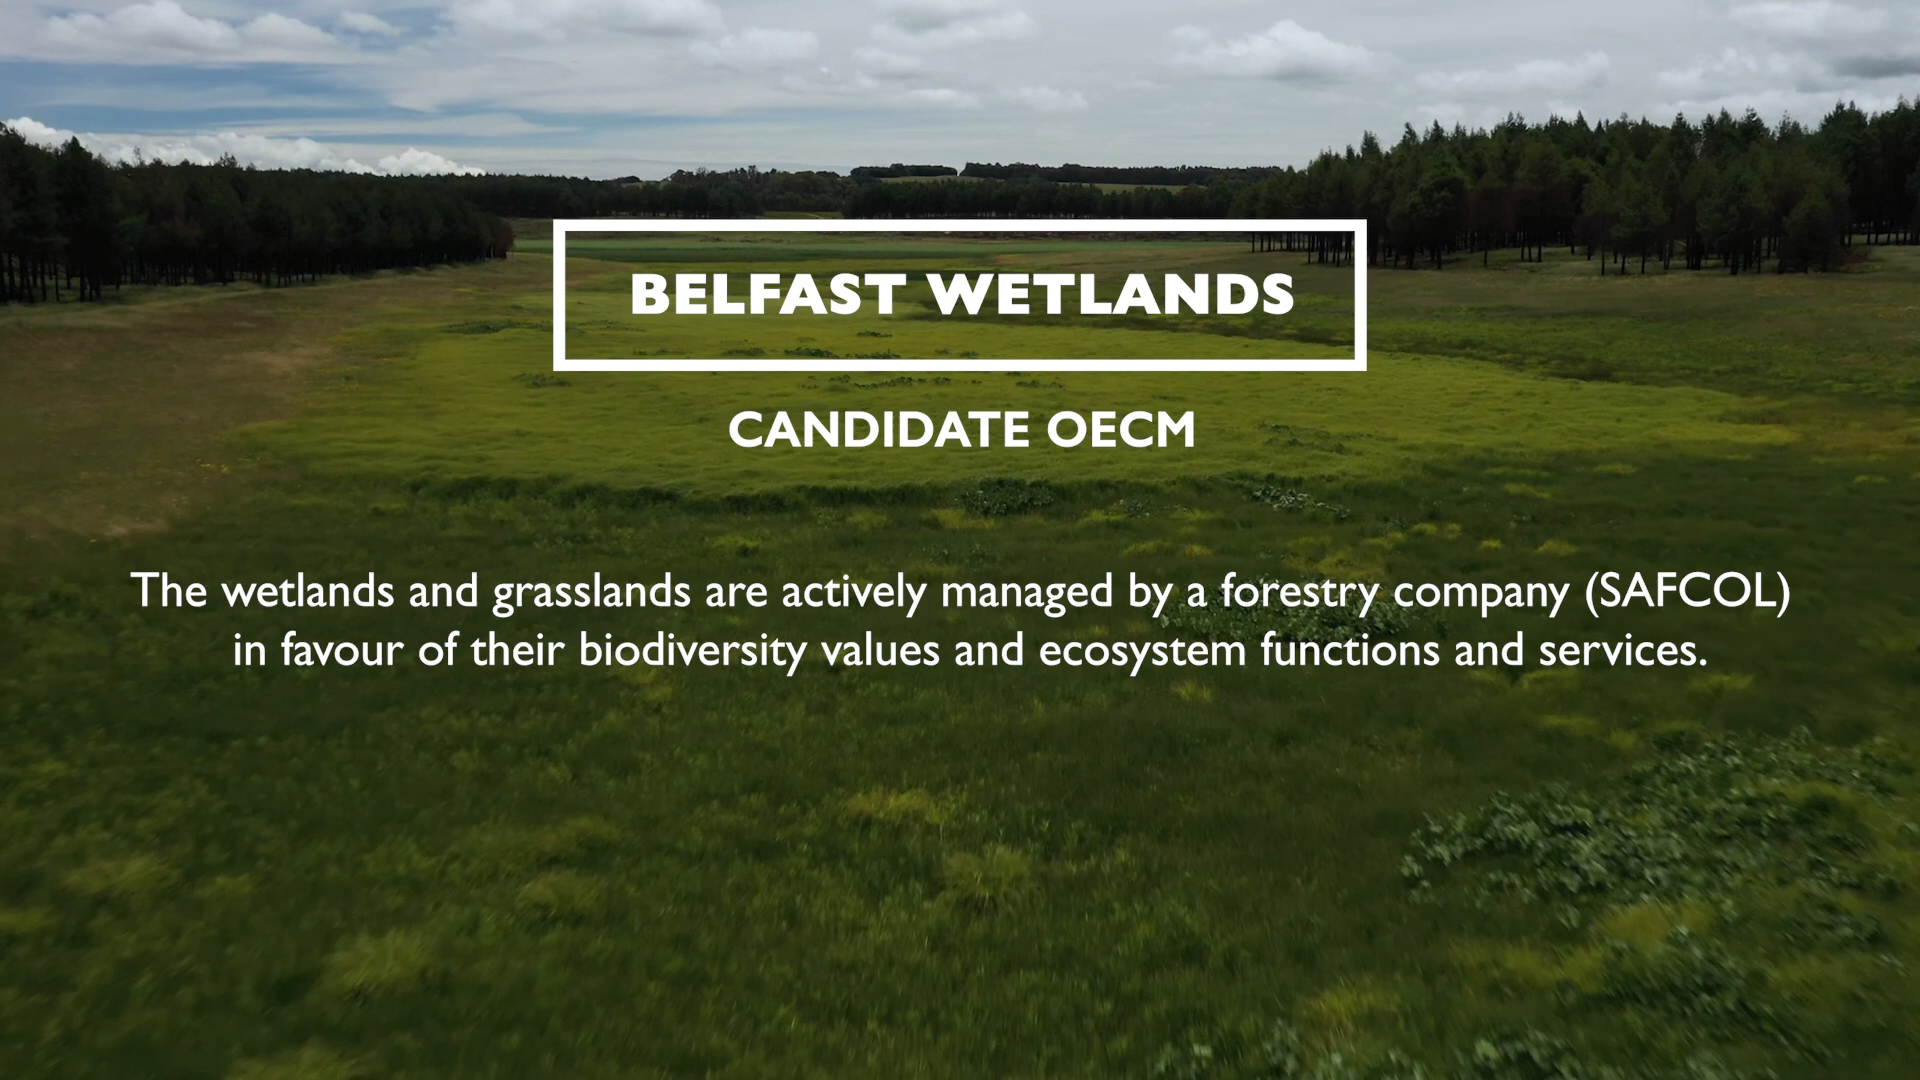 BELFAST WETLANDS
CANDIDATE OECM
The wetlands and grasslands are actively managed by a forestry company (SAFCOL)
in favour of their biodiversity values and ecosystem functions and services.